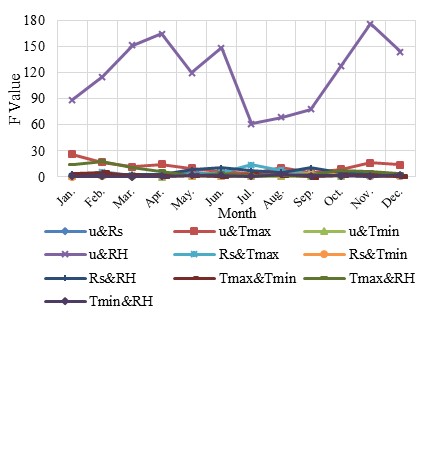 180
150
120
90
60
30
0
F Value
Jan. Feb. Mar. Apr. May. Jun. Jul. Aug. Sep. Oct. Nov. Dec.
Month
u&Rs u&Tmax u&Tmin
u&RH Rs&Tmax Rs&Tmin
Rs&RH Tmax&Tmin Tmax&RH
Tmin&RH